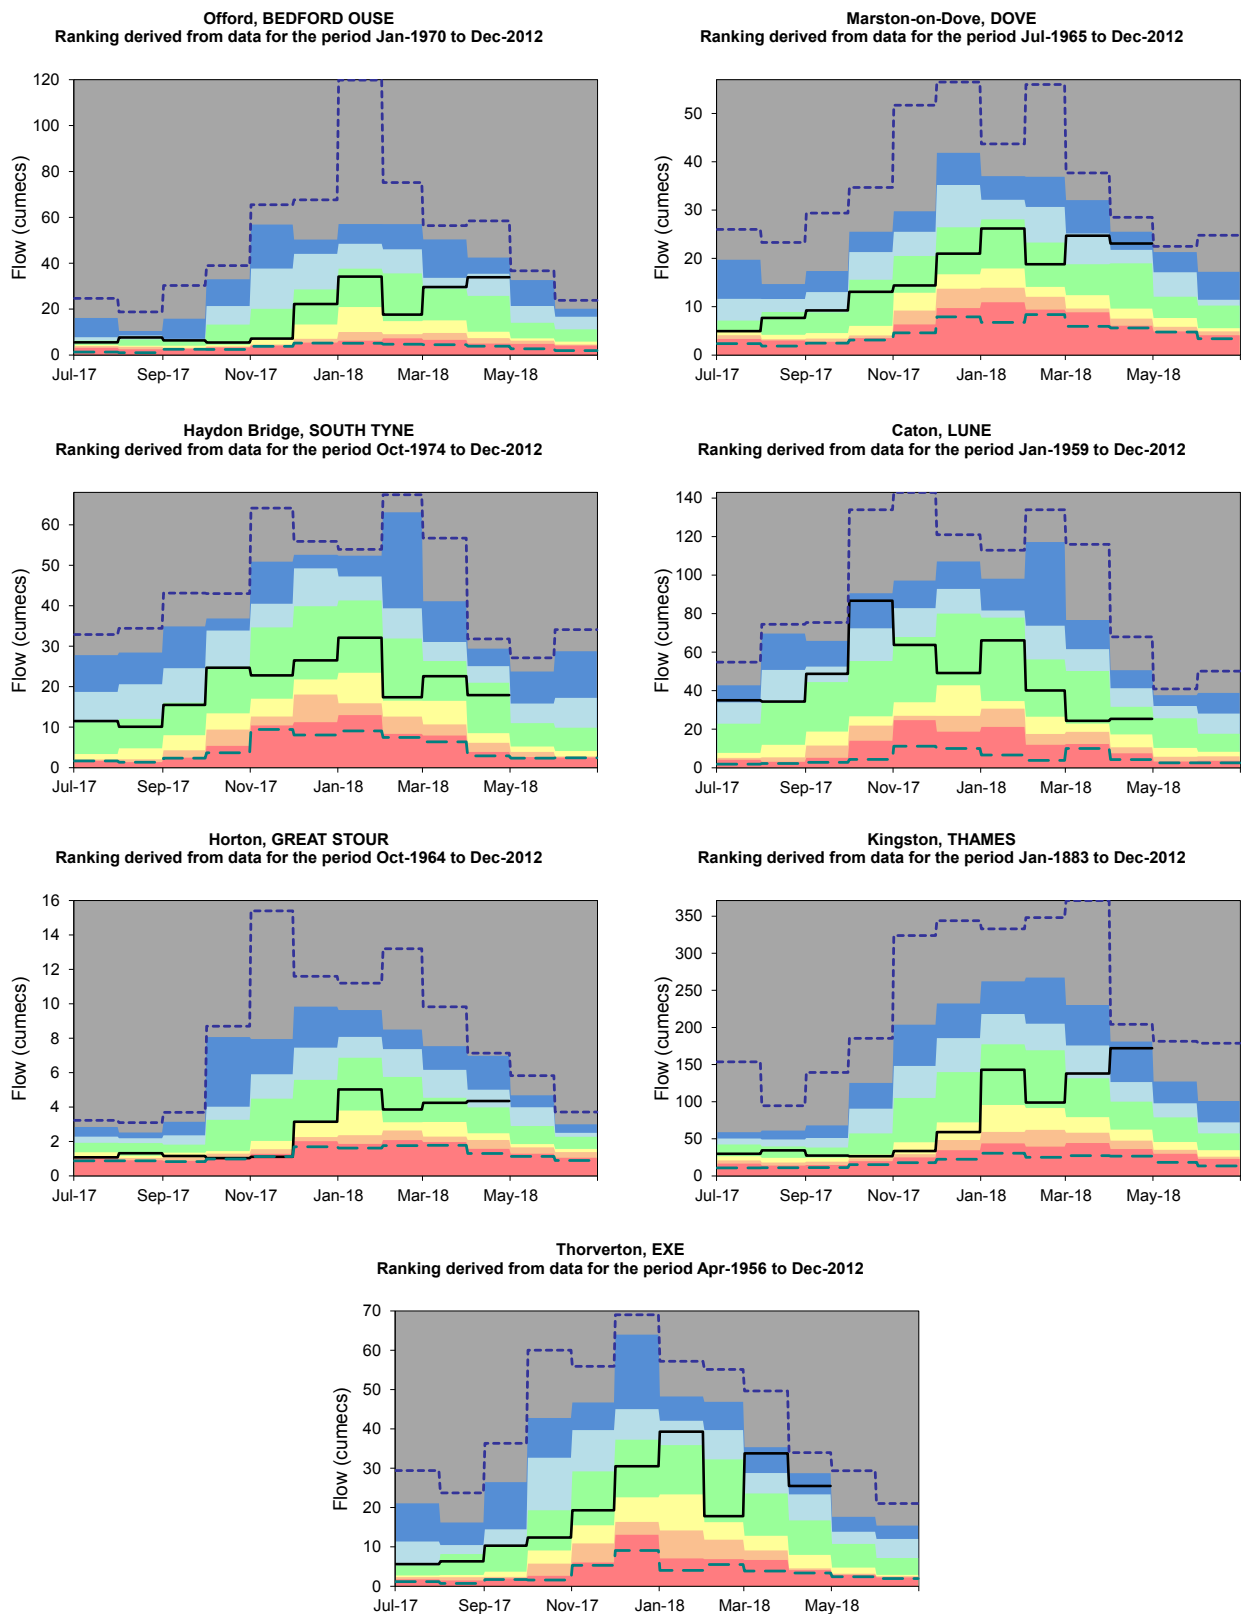 Offord, BEDFORD OUSE
Ranking derived from data for the period Jan-1970 to Dec-2012
Flow (cumecs)
120
100
80
60
40
20
0
Jul-17 Sep-17 Nov-17 Jan-18 Mar-18 May-18
Marston-on-Dove, DOVE
Ranking derived from data for the period Jul-1965 to Dec-2012
Flow (cumecs)
50
40
30
20
10
0
Jul-17 Sep-17 Nov-17 Jan-18 Mar-18 May-18
Haydon Bridge, SOUTH TYNE
Ranking derived from data for the period Oct-1974 to Dec-2012
Flow (cumecs)
60
50
40
30
20
10
0
Jul-17 Sep-17 Nov-17 Jan-18 Mar-18 May-18
Caton, LUNE
Ranking derived from data for the period Jan-1959 to Dec-2012
Flow (cumecs)
140
120
100
80
60
40
20
0
Jul-17 Sep-17 Nov-17 Jan-18 Mar-18 May-18
Horton, GREAT STOUR
Ranking derived from data for the period Oct-1964 to Dec-2012
Flow (cumecs)
16
14
12
10
8
6
4
2
0
Jul-17 Sep-17 Nov-17 Jan-18 Mar-18 May-18
Kingston, THAMES
Ranking derived from data for the period Jan-1883 to Dec-2012
Flow (cumecs)
350
300
250
200
150
100
50
0
Jul-17 Sep-17 Nov-17 Jan-18 Mar-18 May-18
Thorverton, EXE
Ranking derived from data for the period Apr-1956 to Dec-2012
Flow (cumecs)
70
60
50
40
30
20
10
0
Jul-17 Sep-17 Nov-17 Jan-18 Mar-18 May-18